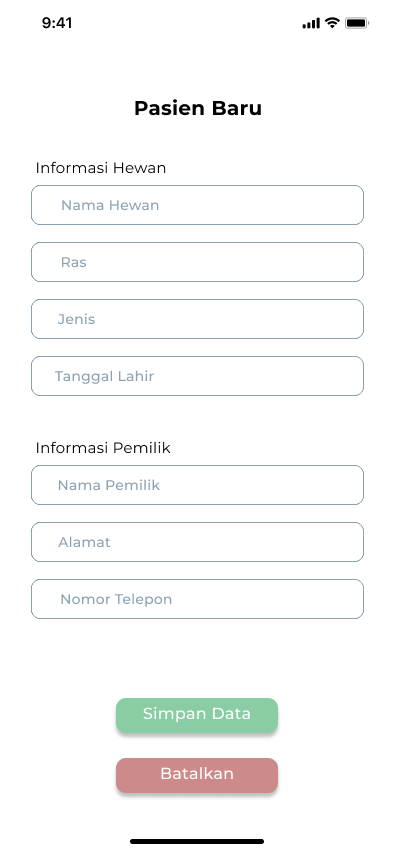 9:41
Pasien Baru
Informasi Hewan
Nama Hewan
Ras
Jenis
Tanggal Lahir
Informasi Pemilik
Nama Pemilik
Alamat
Nomor Telepon
Simpan Data
Batalkan